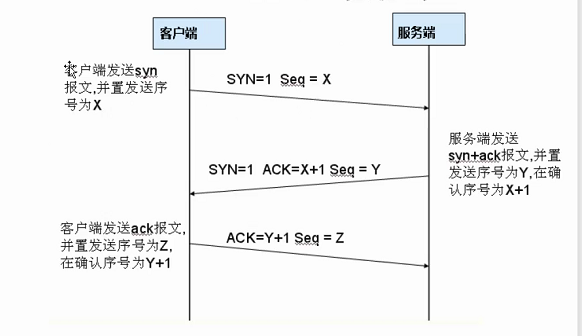 客户端
服务端
客户端发送syn
报文,并置发送序
号为X
SYN=1 Seq = X
服务端发送
syn+ack报文,并置
发送序号为Y,在确
认序号为X+1
SYN=1 ACK=X+1 Seq = Y
客户端发送ack报文,
并置发送序号为Z,
在确认序号为Y+1
ACK=Y+1 Seq = Z